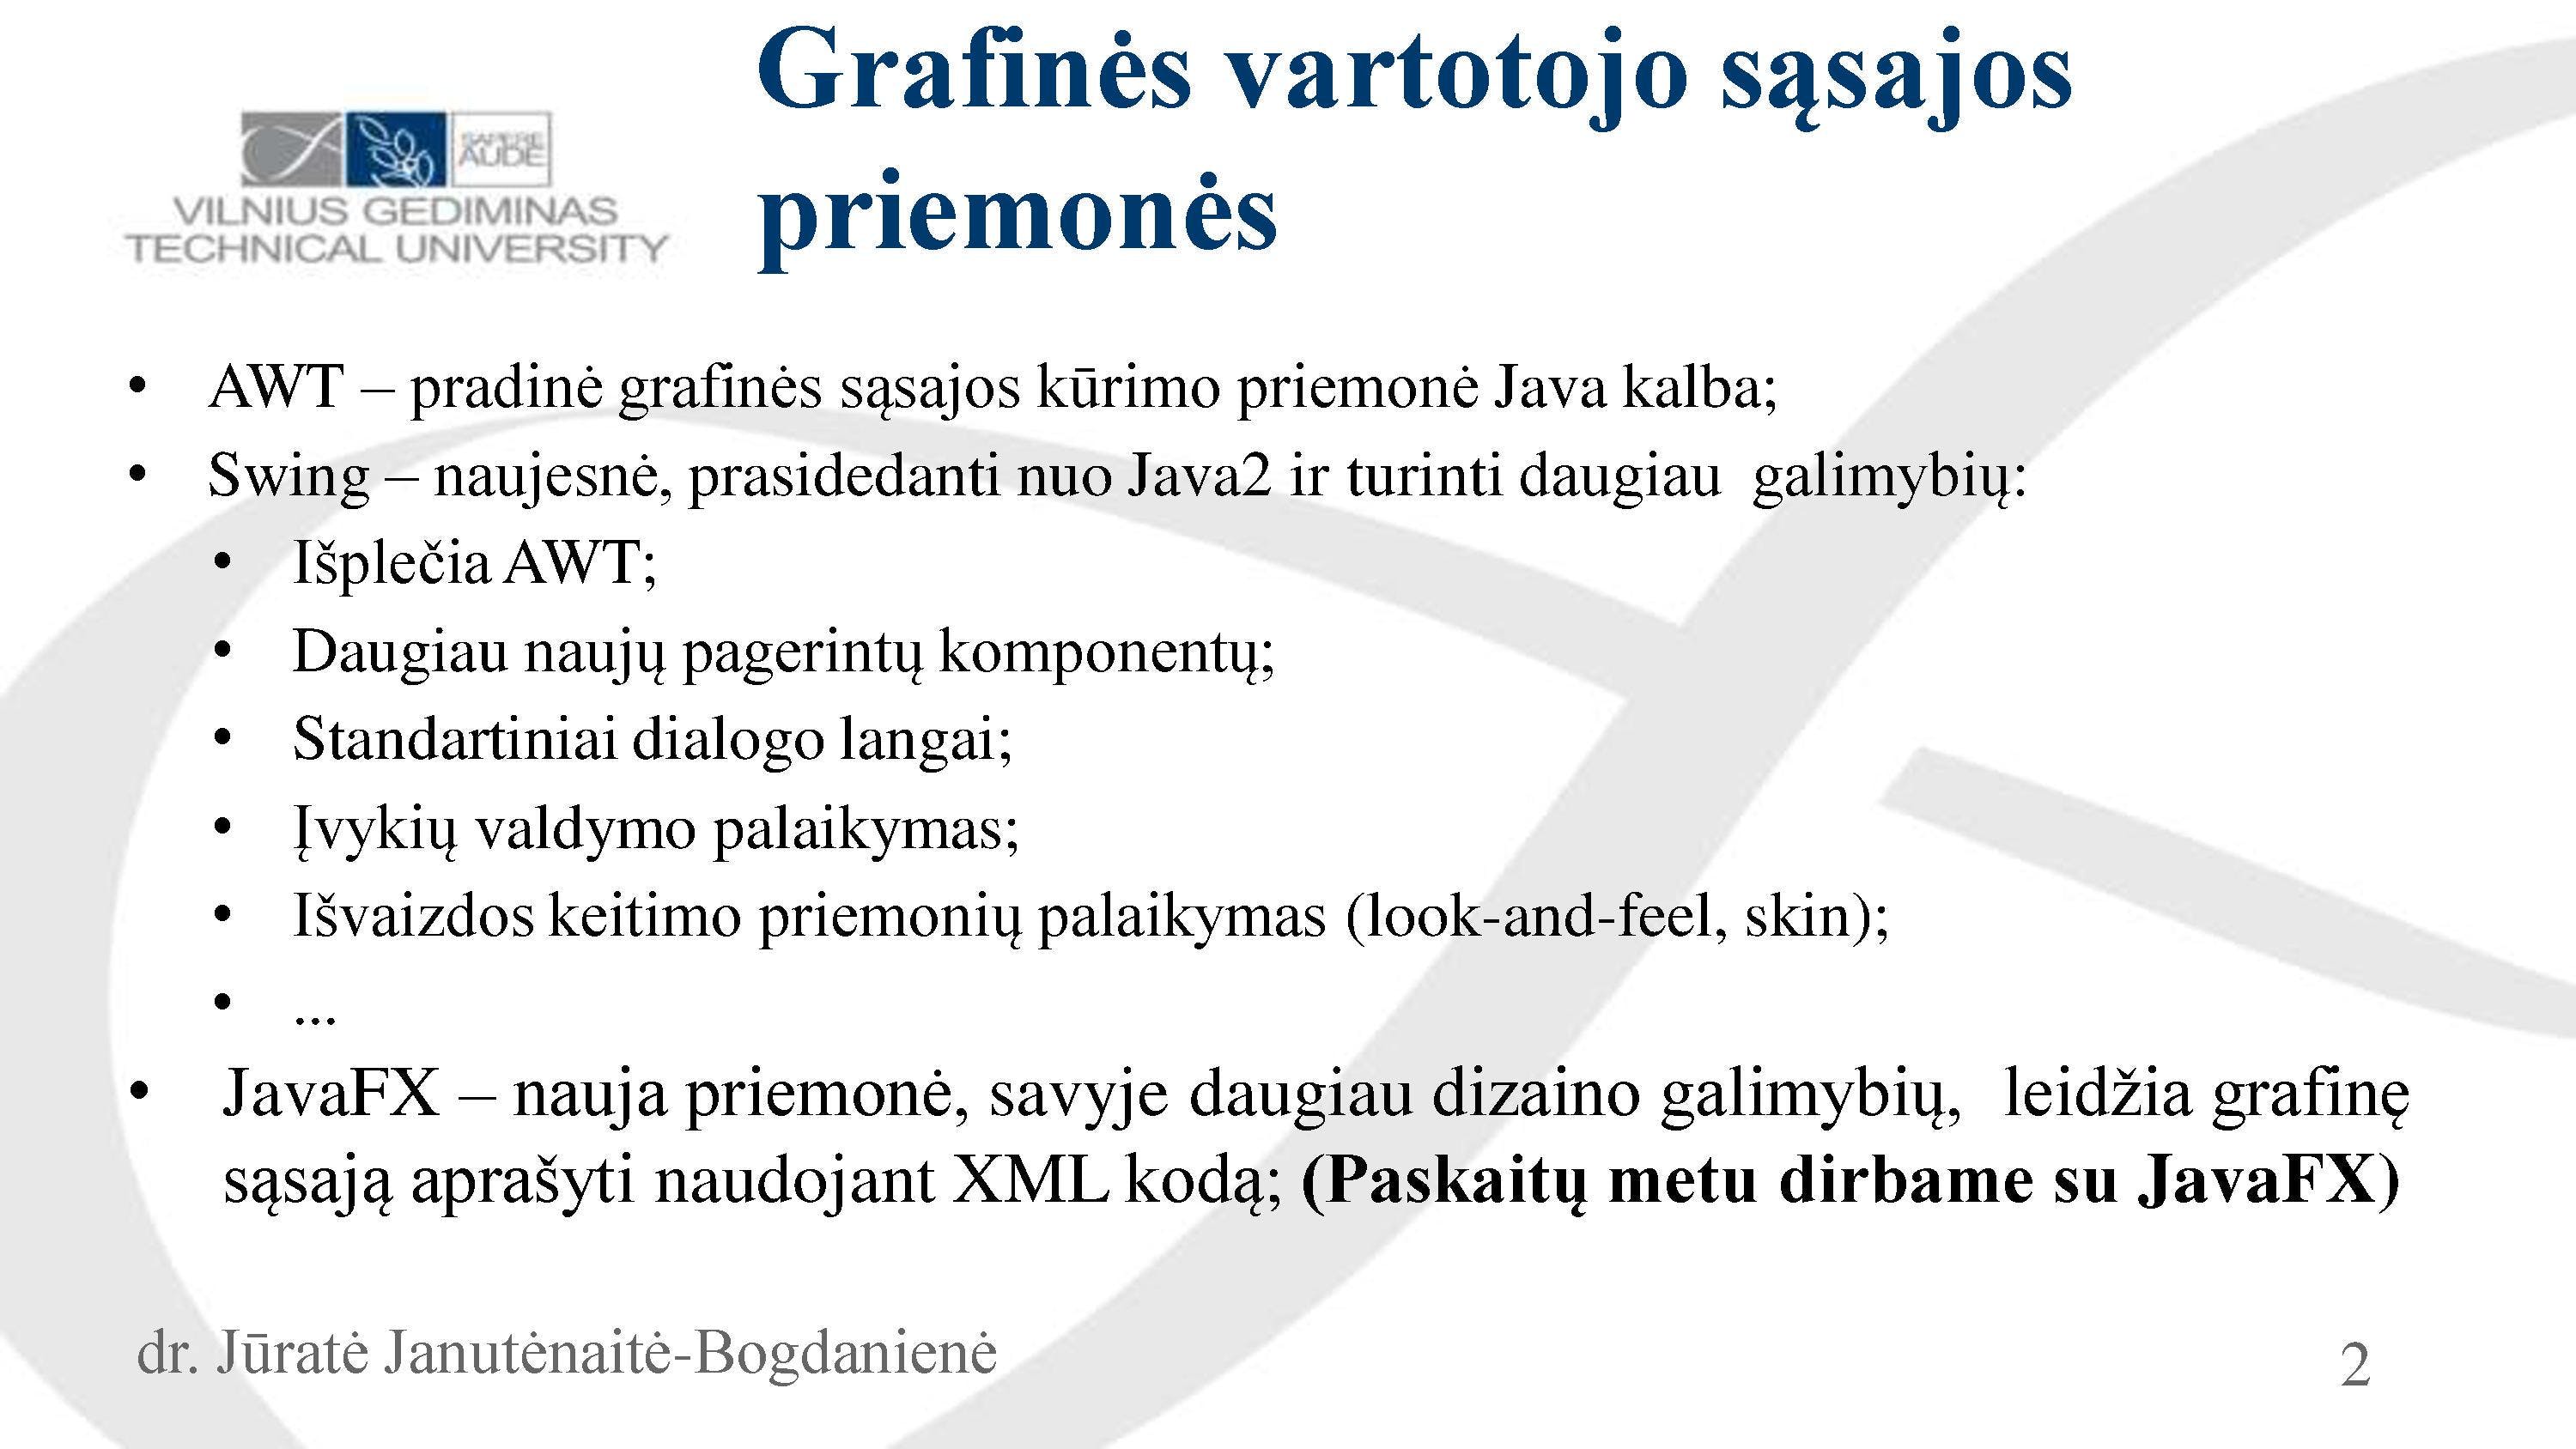 Grafinės vartotojo sąsajos
priemonės
SAPERE
AUDE
VILNIUS GEDIMINAS
TECHNICAL UNIVERSITY
• AWT – pradinė grafinės sąsajos kūrimo priemonė Java kalba;
• Swing – naujesnė, prasidedanti nuo Java2 ir turinti daugiau galimybių:
• Išplečia AWT;
• Daugiau naujų pagerintų komponentų;
• Standartiniai dialogo langai;
• Įvykių valdymo palaikymas;
• Išvaizdos keitimo priemonių palaikymas (look-and-feel, skin);
• ...
• JavaFX – nauja priemonė, savyje daugiau dizaino galimybių, leidžia grafinę
sąsają aprašyti naudojant XML kodą; (Paskaitų metu dirbame su JavaFX)
dr. Jūratė Janutėnaitė-Bogdanienė
2